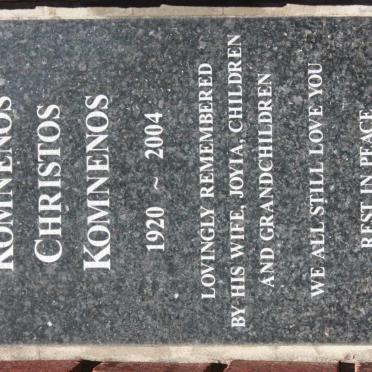 KOMNENOS
CHRISTOS
KOMNENOS
1920 ~ 2004
LOVINGLY REMEMBERED
BY HIS WIFE, JOYIA, CHILDREN
AND GRANDCHILDREN
WE ALL STILL LOVE YOU
REST IN PEACE